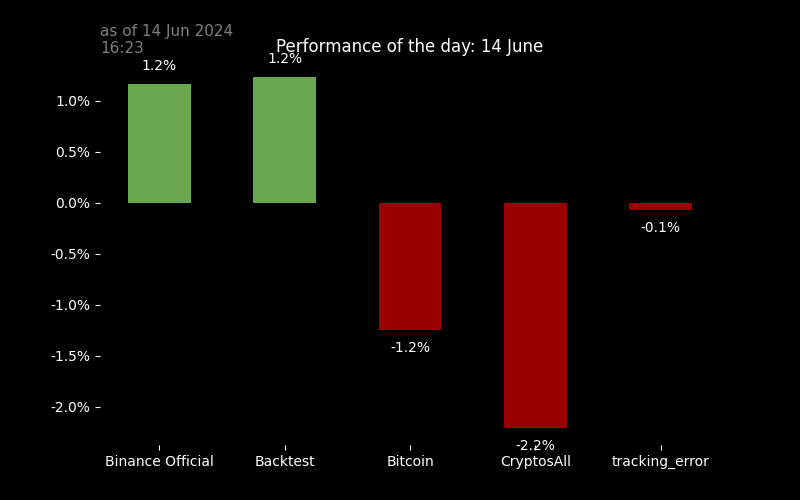 as of 14 Jun 2024
16:23
Performance of the day: 14 June
1.2%
1.2%
1.0%
0.5%
0.0%
-0.1%
-0.5%
-1.0%
-1.2%
-1.5%
-2.0%
-2.2%
Binance Official
Backtest
Bitcoin
CryptosAll
tracking_error